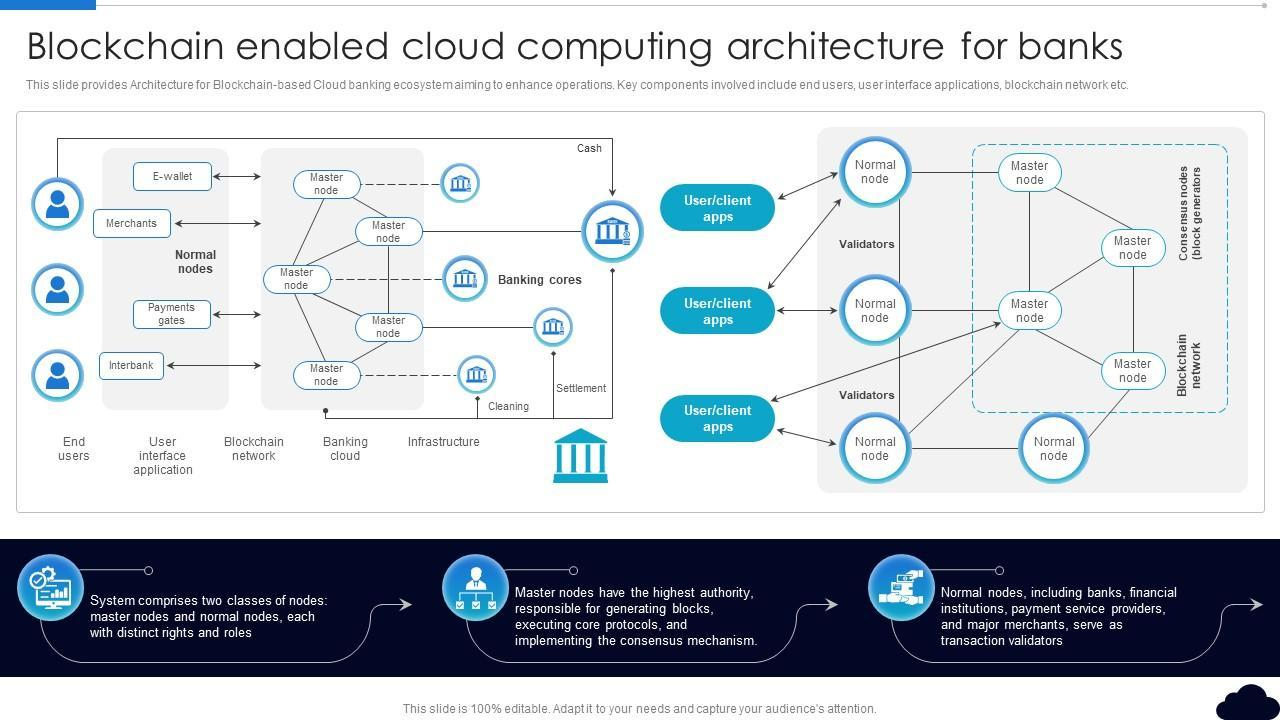 Blockchain enabled cloud computing architecture for banks
This slide provides Architecture for Blockchain-based Cloud banking ecosystem aiming to enhance operations. Key components involved include end users, user interface applications, blockchain network etc.
E-wallet
Merchants
Normal
nodes
Payments
gates
Interbank
Master
node
Master
node
Master
node
Master
node
Master
node
Cash
Banking cores
Settlement
Cleaning
End
users
User
interface
application
Blockchain
network
Banking
cloud
Infrastructure
User/client
apps
User/client
apps
User/client
apps
Normal
node
Validators
Normal
node
Validators
Normal
node
Normal
node
Master
node
Master
node
Master
node
Master
node
Consensus nodes
(block generators
Blockchain
network
System comprises two classes of nodes:
master nodes and normal nodes, each
with distinct rights and roles
Master nodes have the highest authority,
responsible for generating blocks,
executing core protocols, and
implementing the consensus mechanism.
Normal nodes, including banks, financial
institutions, payment service providers,
and major merchants, serve as
transaction validators
This slide is 100% editable. Adapt it to your needs and capture your audience's attention.